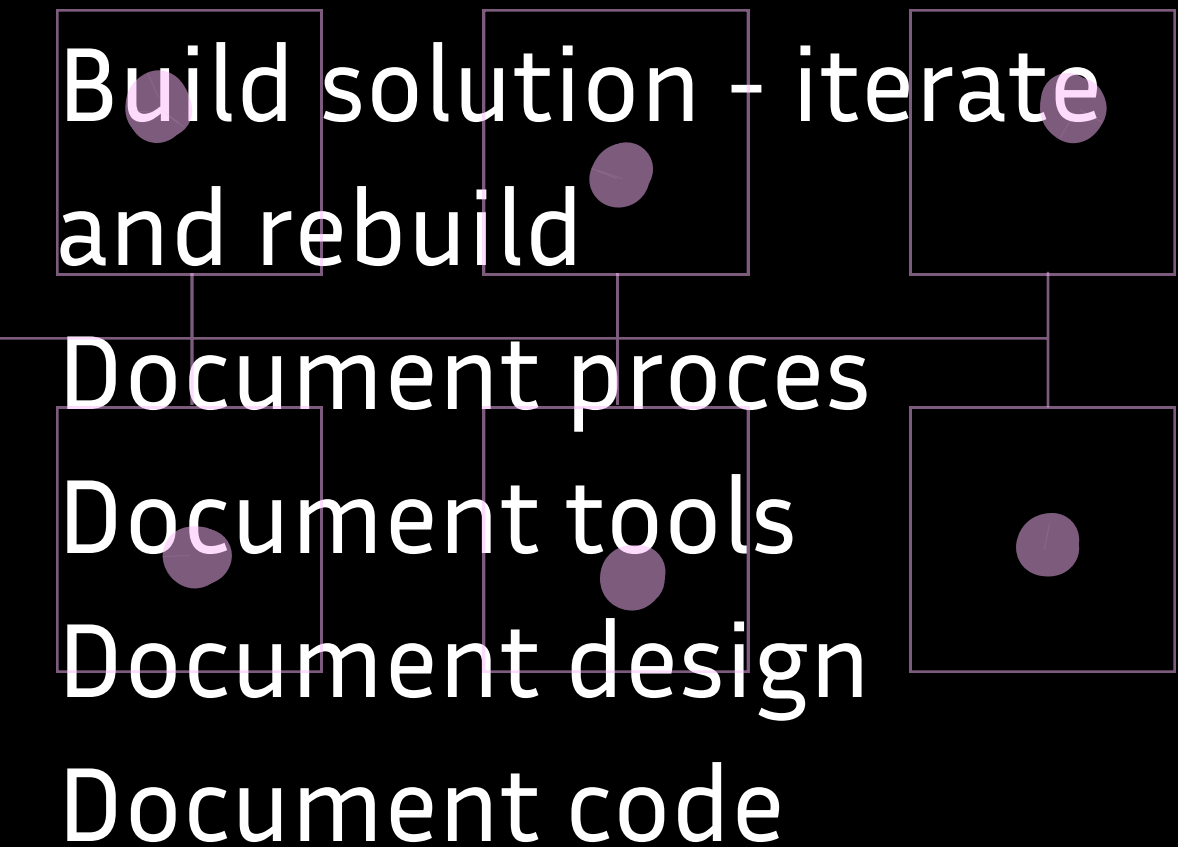 Build solution - iterate
and rebuild
Document proces
Document tools
Document design
Document code